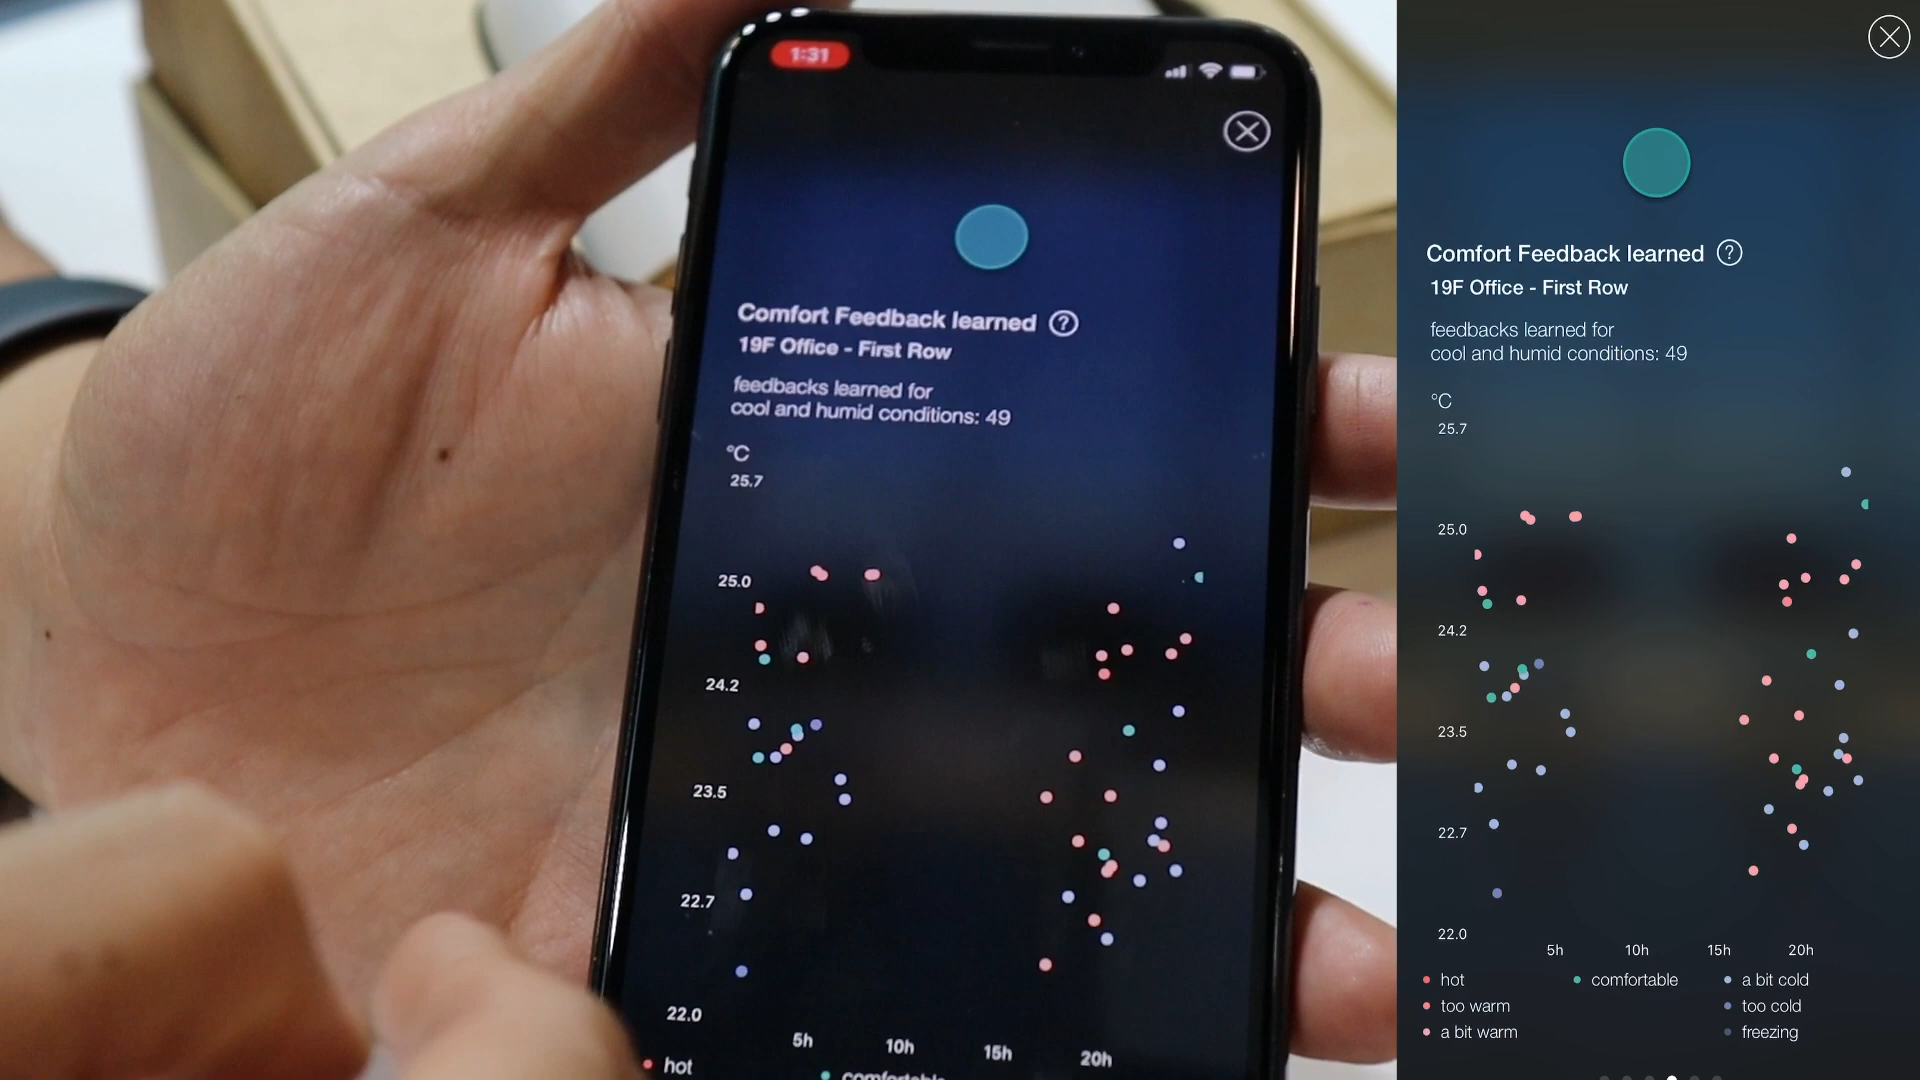 1:31
Comfort Feedback learned ?
19F Office - First Row
feedbacks learned for
cool and humid conditions: 49
°C
25.7
25.0
24.2
23.5
22.7
22.0
5h 10h 15h 20h
hot
comfortable
Comfort Feedback learned ?
19F Office - First Row
feedbacks learned for
cool and humid conditions: 49
°C
25.7
25.0
24.2
23.5
22.7
22.0
5h 10h 15h 20h
hot comfortable a bit cold
too warm too cold
a bit warm freezing